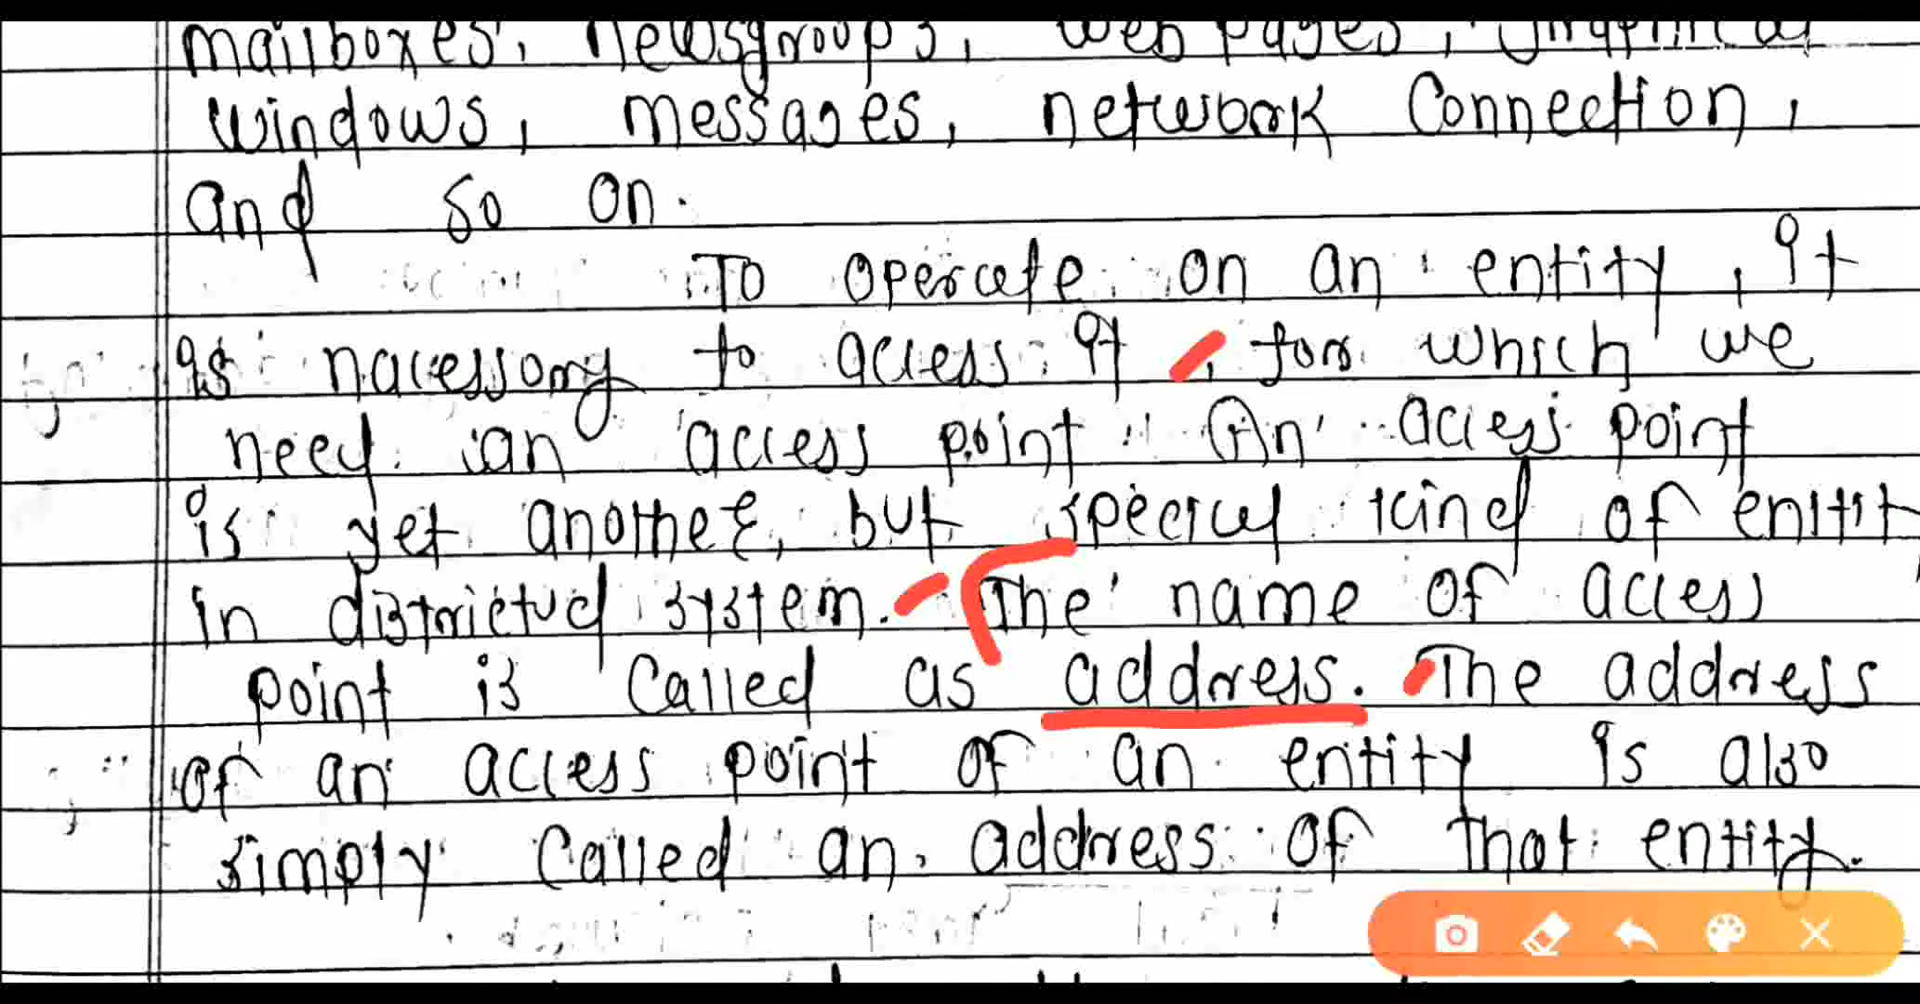 mailboxes, newsgroups, web pages, graphical
windows, messages, network connection,
and so on.
To operate on an entity, it
is nacessory to access it, for which we
need an access point. An access point
is yet another, but special kind of entit
in districtud system. The name of access
point is called as address. The address
of an access point of an entity is also
simply called an address of that entity.